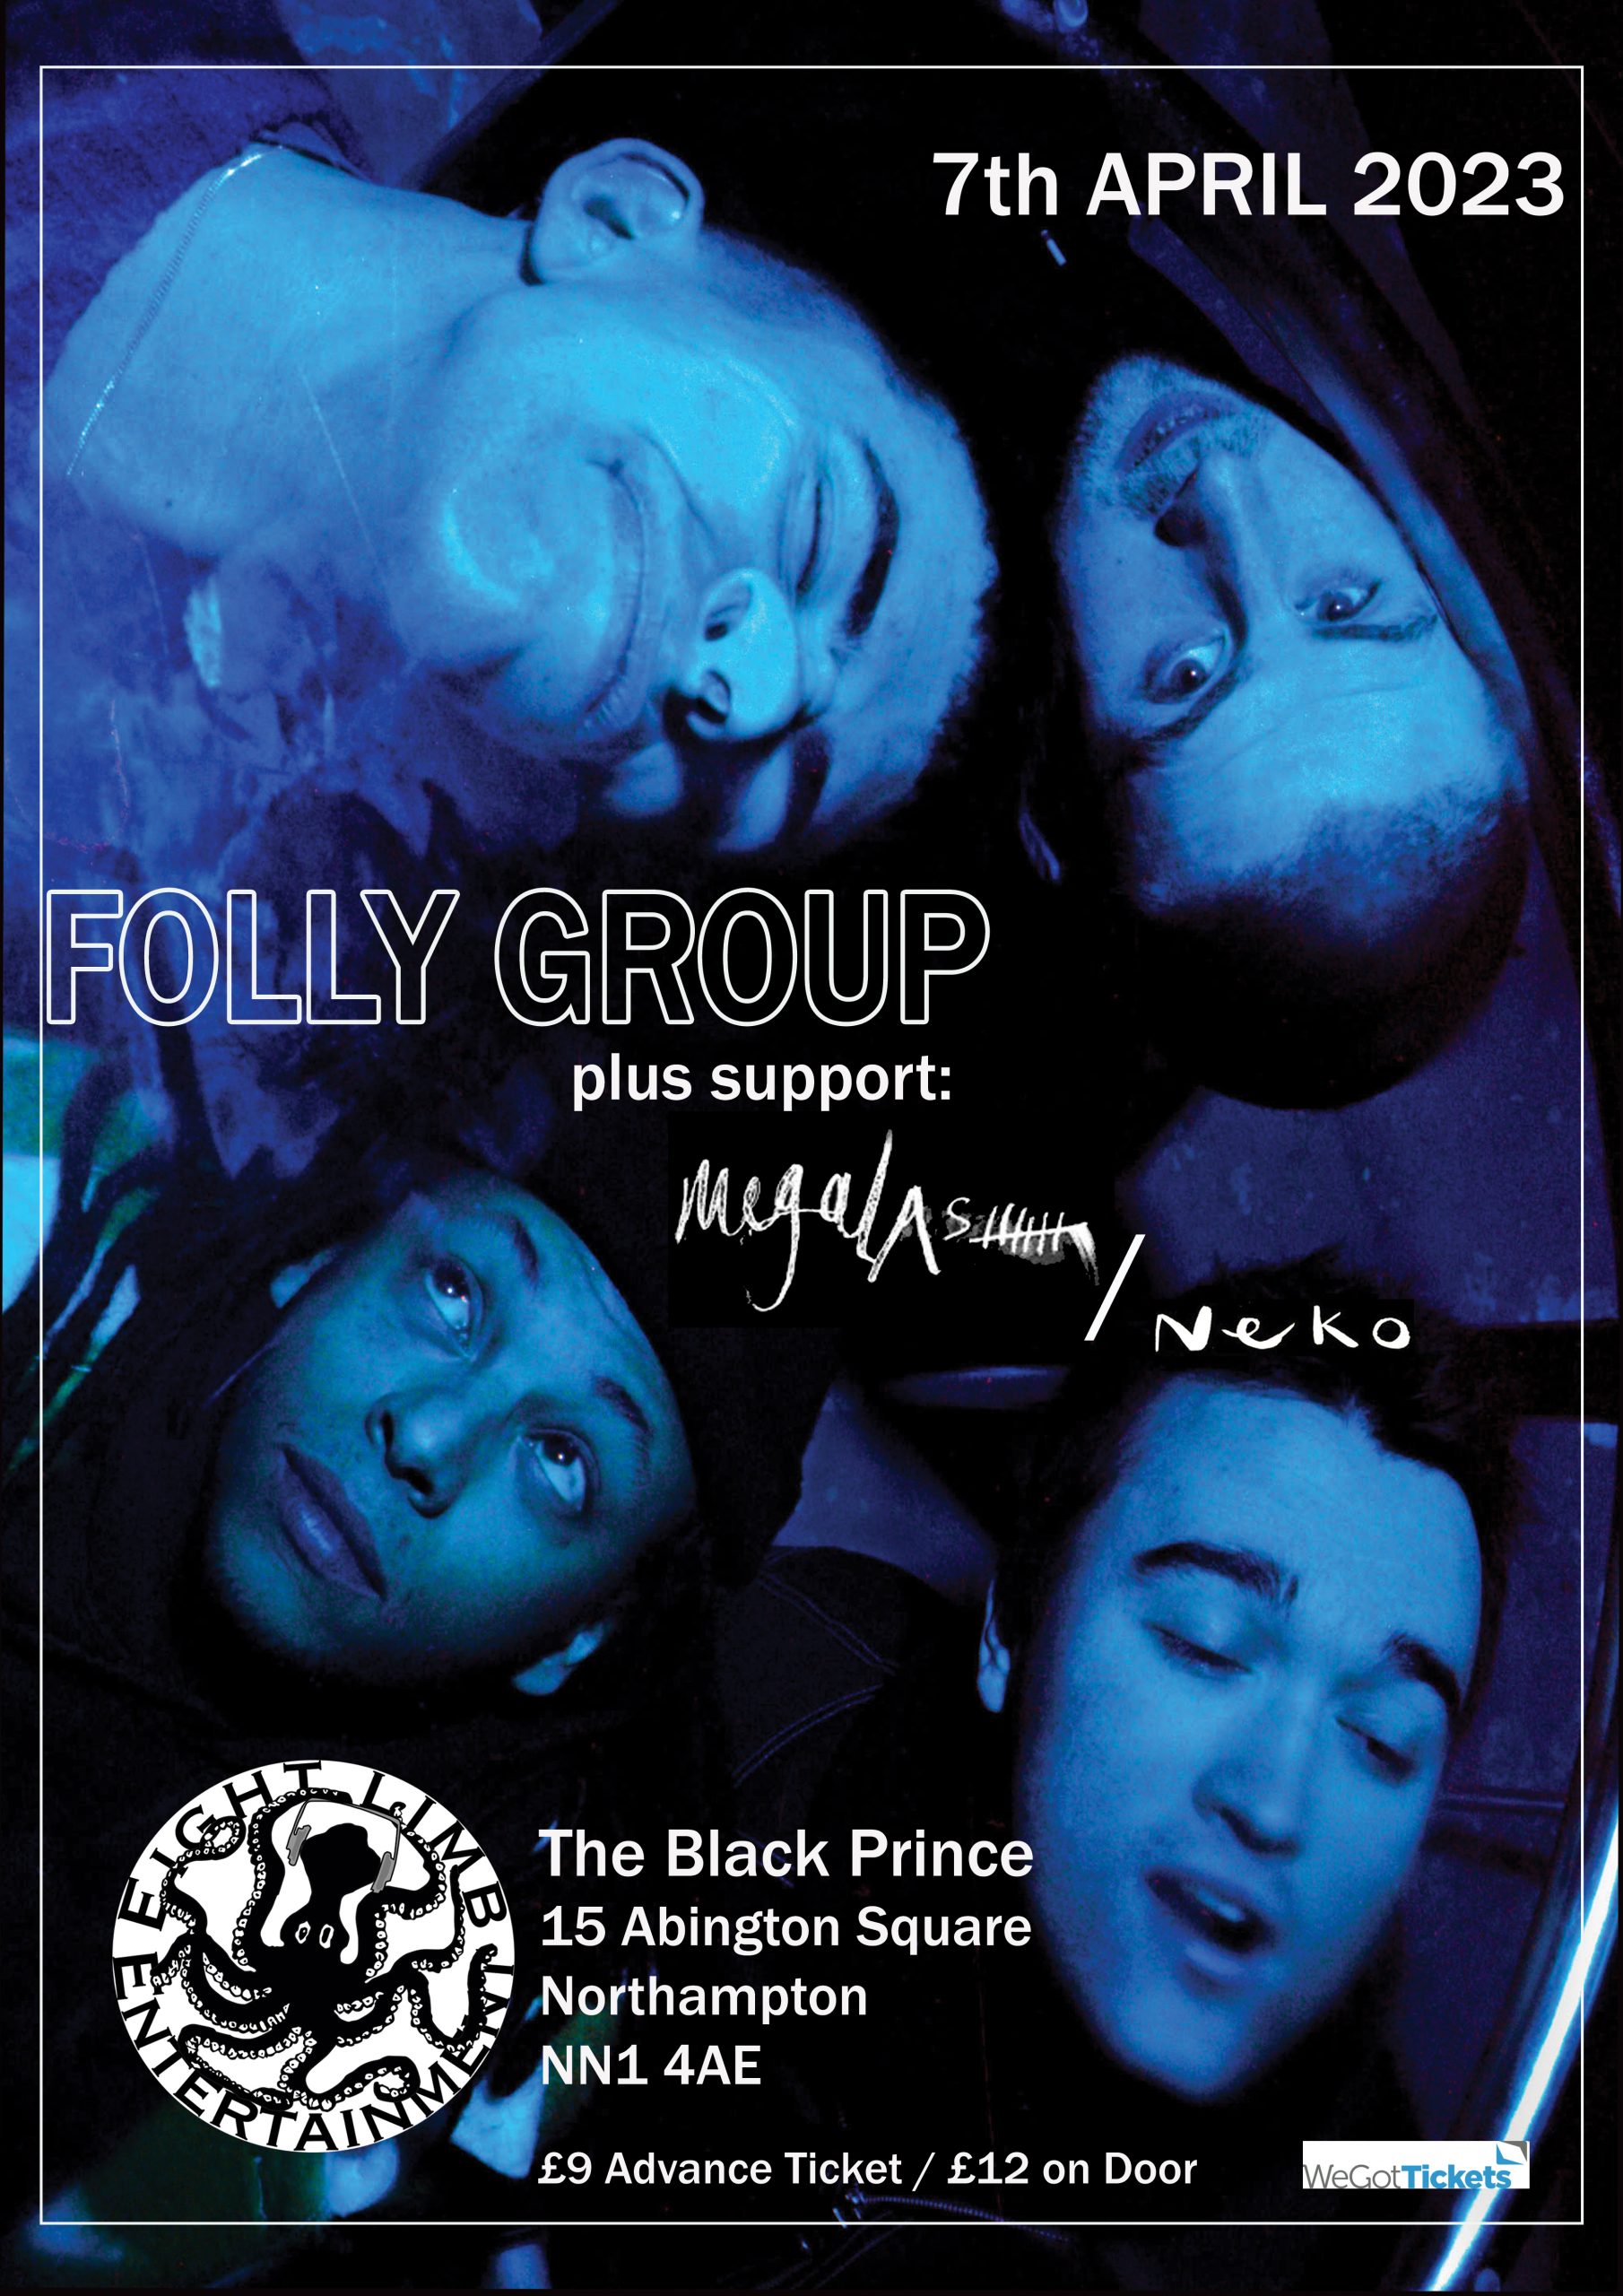 7th APRIL 2023
FOLLY GROUP
plus support:
/
Neko
EIGHT LIMB
ENTERTAINMENT
The Black Prince
15 Abington Square
Northampton
NN1 4AE
£9 Advance Ticket / £12 on Door
WeGotTickets